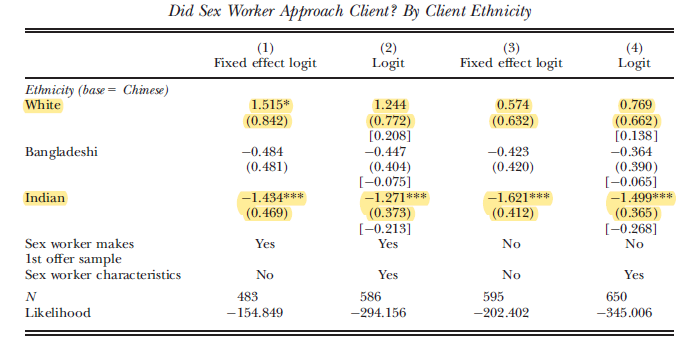 Did Sex Worker Approach Client? By Client Ethnicity
(1) (2) (3) (4)
Fixed effect logit Logit Fixed effect logit Logit
Ethnicity (base = Chinese)
White 1.515* 1.244 0.574 0.769
(0.842) (0.772) (0.632) (0.662)
[0.208] [0.138]
Bangladeshi −0.484 −0.447 −0.423 −0.364
(0.481) (0.404) (0.420) (0.390)
[−0.075] [−0.065]
Indian −1.434*** −1.271*** −1.621*** −1.499***
(0.469) (0.373) (0.412) (0.365)
[−0.213] [−0.268]
Sex worker makes Yes Yes No No
1st offer sample
Sex worker characteristics No Yes No Yes
N 483 586 595 650
Likelihood −154.849 −294.156 −202.402 −345.006